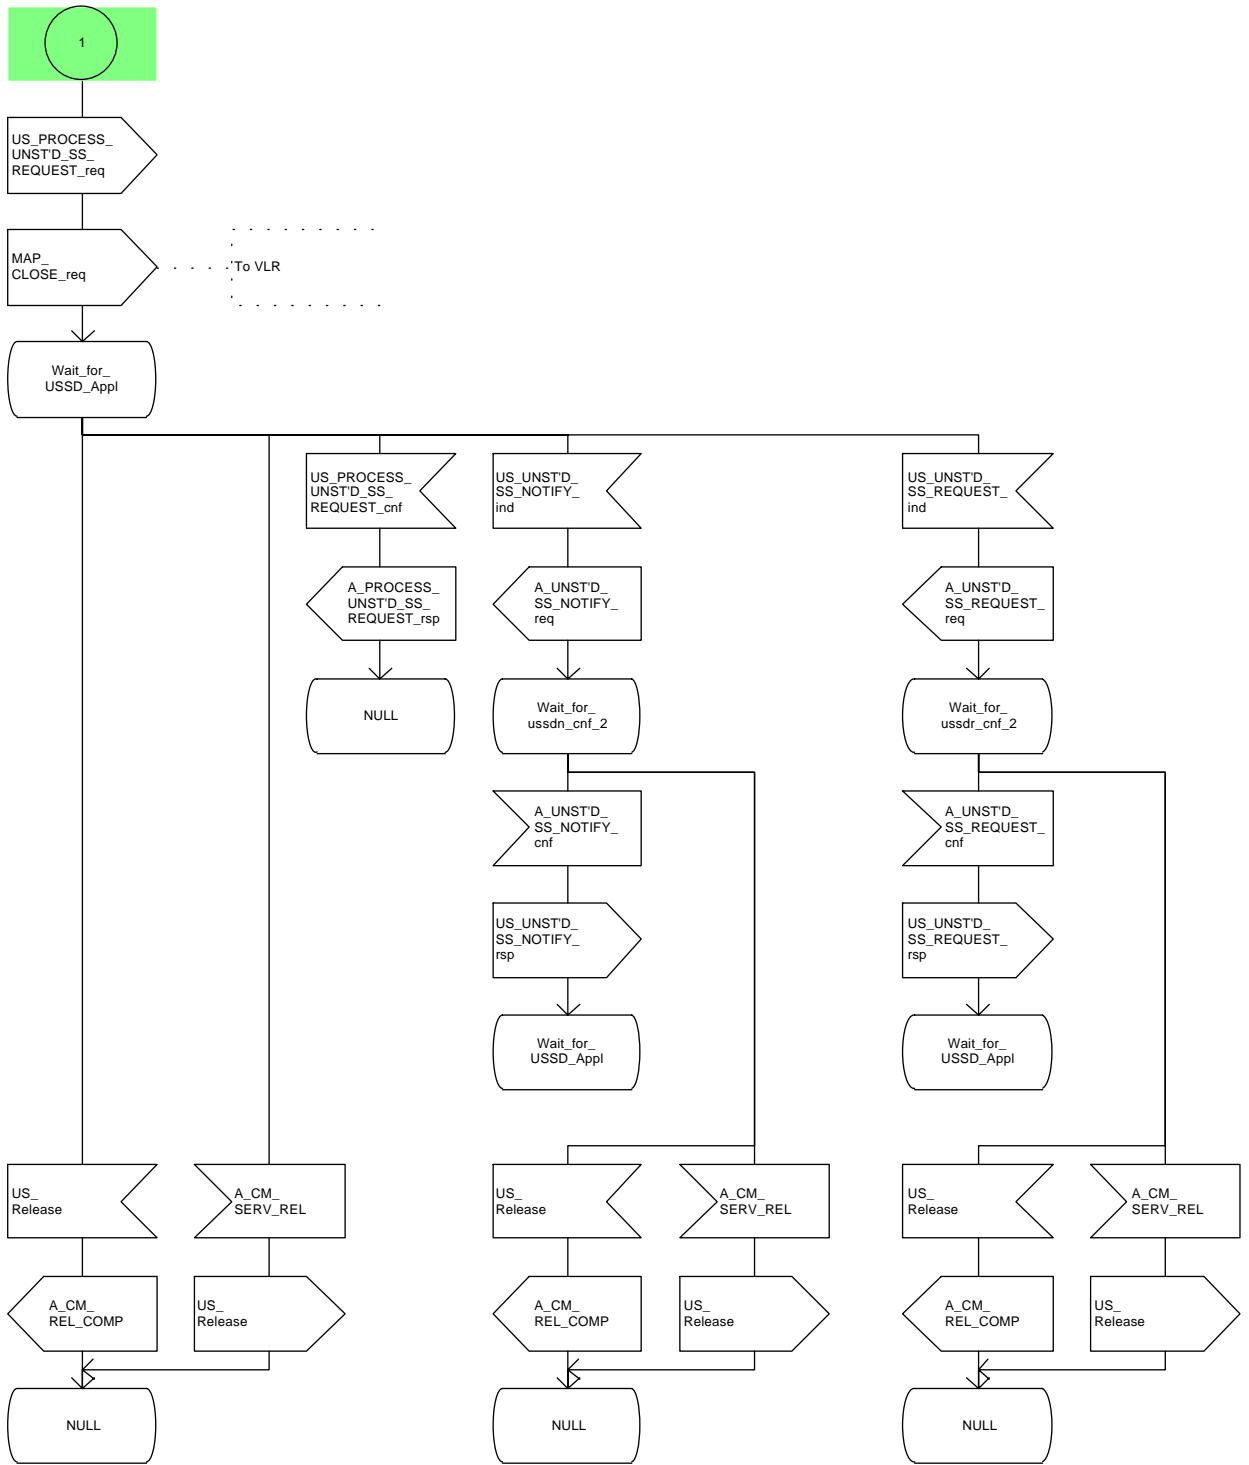 1
US_PROCESS_
UNST'D_SS_
REQUEST_req
MAP_
CLOSE_req
To VLR
Wait_for_
USSD_Appl
US_PROCESS_
UNST'D_SS_
REQUEST_cnf
US_UNST'D_
SS_NOTIFY_
ind
US_UNST'D_
SS_REQUEST_
ind
A_PROCESS_
UNST'D_SS_
REQUEST_rsp
A_UNST'D_
SS_NOTIFY_
req
A_UNST'D_
SS_REQUEST_
req
NULL
Wait_for_
ussdn_cnf_2
Wait_for_
ussdr_cnf_2
A_UNST'D_
SS_NOTIFY_
cnf
A_UNST'D_
SS_REQUEST_
cnf
US_UNST'D_
SS_NOTIFY_
rsp
US_UNST'D_
SS_REQUEST_
rsp
Wait_for_
USSD_Appl
Wait_for_
USSD_Appl
US_
Release
A_CM_
SERV_REL
US_
Release
A_CM_
SERV_REL
US_
Release
A_CM_
SERV_REL
A_CM_
REL_COMP
US_
Release
A_CM_
REL_COMP
US_
Release
A_CM_
REL_COMP
US_
Release
NULL
NULL
NULL